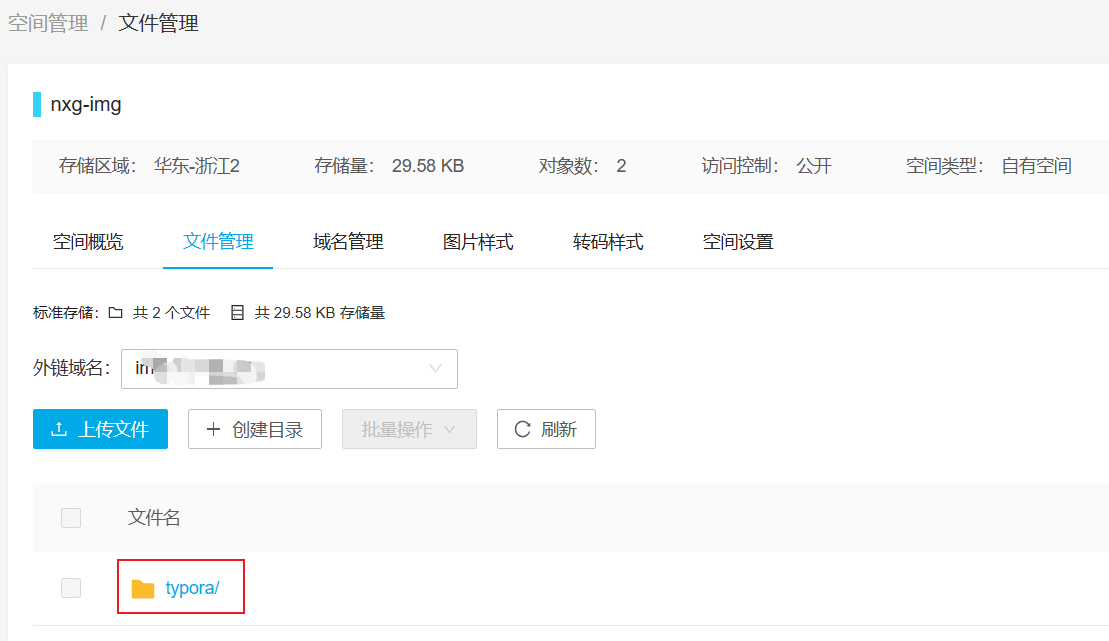 空间管理 / 文件管理
nxg-img
存储区域： 华东-浙江2 存储量： 29.58 KB 对象数： 2 访问控制： 公开 空间类型： 自有空间
空间概览 文件管理 域名管理 图片样式 转码样式 空间设置
标准存储： 共 2 个文件 共 29.58 KB 存储量
外链域名：
上传文件 创建目录 批量操作 刷新
文件名
typora/